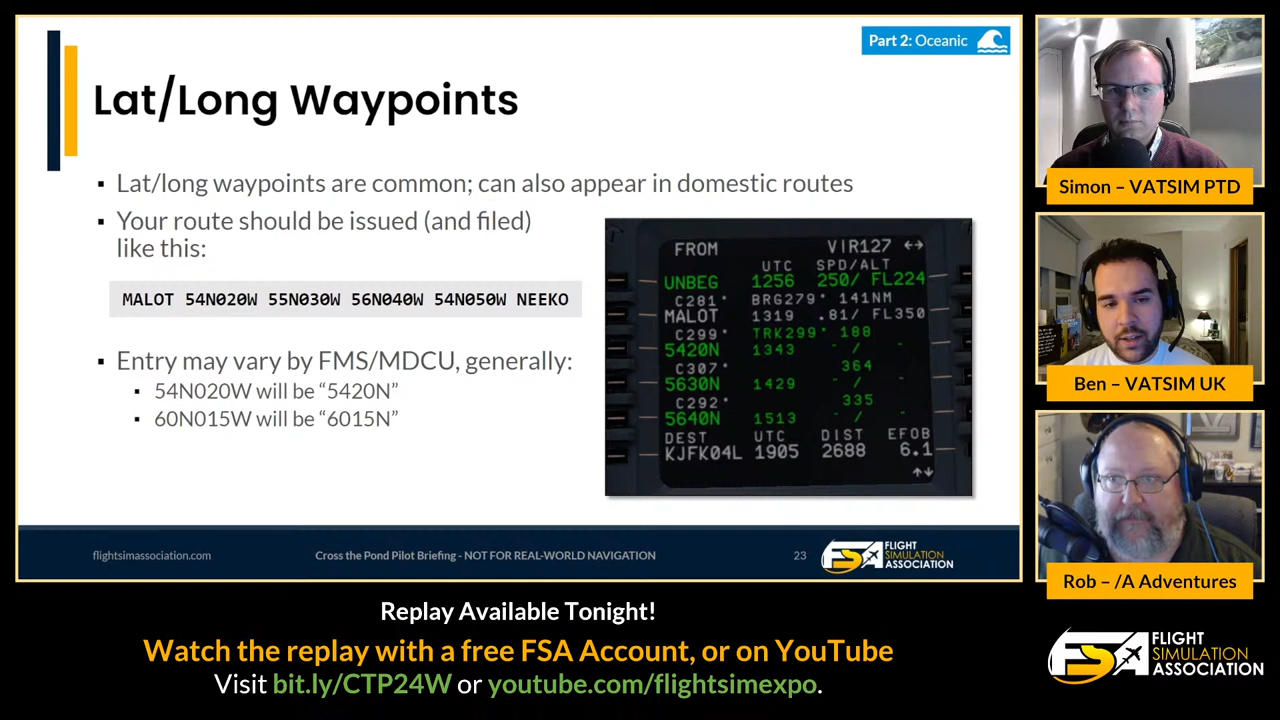 Part 2: Oceanic
Lat/Long Waypoints
▪ Lat/long waypoints are common; can also appear in domestic routes
▪ Your route should be issued (and filed)
like this:
MALOT 54N020W 55N030W 56N040W 54N050W NEEKO
▪ Entry may vary by FMS/MDCU, generally:
▪ 54N020W will be “5420N”
▪ 60N015W will be “6015N”
FROM VIR127 ↔
UTC SPD/ALT
UNBEG 1256 250/ FL224
C281° BRG279° 141NM
MALOT 1319 .81/ FL350
C299° TRK299° 188
5420N 1343 - / -
C307° 364
5630N 1429 - / -
C292° 335
5640N 1513 - / -
DEST UTC DIST EFOB
KJFK04L 1905 2688 6.1
↑↓
flightsimassociation.com
Cross the Pond Pilot Briefing - NOT FOR REAL-WORLD NAVIGATION
23
FSA FLIGHT
SIMULATION
ASSOCIATION
Simon – VATSIM PTD
Ben – VATSIM UK
Rob – /A Adventures
Replay Available Tonight!
Watch the replay with a free FSA Account, or on YouTube
Visit bit.ly/CTP24W or youtube.com/flightsimexpo.
FSA FLIGHT
SIMULATION
ASSOCIATION